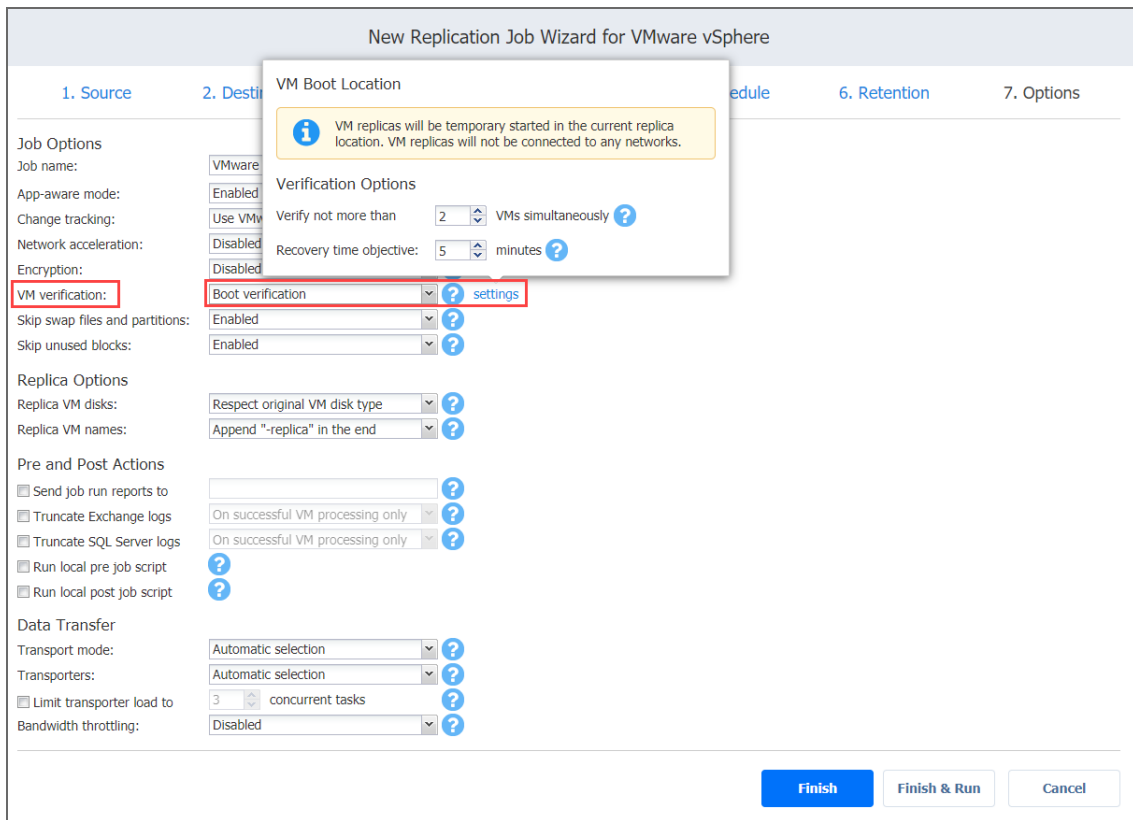 New Replication Job Wizard for VMware vSphere
1. Source
2. Destin
edule
6. Retention
7. Options
VM Boot Location
VM replicas will be temporary started in the current replica
location. VM replicas will not be connected to any networks.
Verification Options
Verify not more than 2 VMs simultaneously ?
Recovery time objective: 5 minutes ?
Job Options
Job name: VMware
App-aware mode: Enabled
Change tracking: Use VMw
Network acceleration: Disabled
Encryption: Disabled
VM verification: Boot verification ? settings
Skip swap files and partitions: Enabled ?
Skip unused blocks: Enabled ?
Replica Options
Replica VM disks: Respect original VM disk type ?
Replica VM names: Append "-replica" in the end ?
Pre and Post Actions
Send job run reports to ?
Truncate Exchange logs On successful VM processing only ?
Truncate SQL Server logs On successful VM processing only ?
Run local pre job script ?
Run local post job script ?
Data Transfer
Transport mode: Automatic selection ?
Transporters: Automatic selection ?
Limit transporter load to 3 concurrent tasks ?
Bandwidth throttling: Disabled ?
Finish
Finish & Run
Cancel